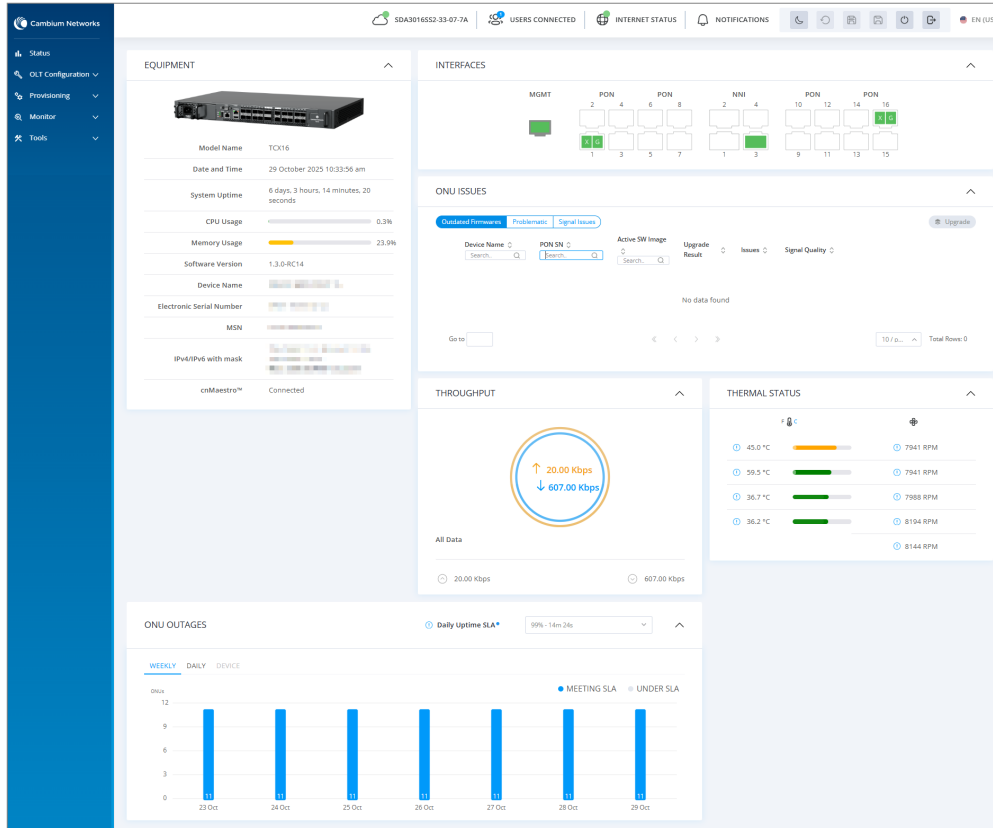 Cambium Networks
SDA3016SS2-33-07-7A
USERS CONNECTED
INTERNET STATUS
NOTIFICATIONS
EN (US
Status
OLT Configuration
Provisioning
Monitor
Tools
EQUIPMENT
Model Name TCX16
Date and Time 29 October 2025 10:33:56 am
System Uptime 6 days, 3 hours, 14 minutes, 20
seconds
CPU Usage 0.3%
Memory Usage 23.9%
Software Version 1.3.0-RC14
Device Name
Electronic Serial Number
MSN
IPv4/IPv6 with mask
cnMaestro™ Connected
INTERFACES
MGMT PON PON NNI PON PON
2 4 6 8 2 4 10 12 14 16
X G
X G
1 3 5 7 1 3 9 11 13 15
ONU ISSUES
Outdated Firmwares Problematic Signal Issues Upgrade
Device Name PON SN Active SW Image Upgrade Result Issues Signal Quality
Search.. Search.. Search..
No data found
Go to 10 / p... Total Rows: 0
THROUGHPUT
↑ 20.00 Kbps
↓ 607.00 Kbps
All Data
20.00 Kbps 607.00 Kbps
THERMAL STATUS
F C
45.0 °C 7941 RPM
59.5 °C 7941 RPM
36.7 °C 7988 RPM
36.2 °C 8194 RPM
8144 RPM
ONU OUTAGES
Daily Uptime SLA 99% - 14m 24s
WEEKLY DAILY DEVICE
MEETING SLA UNDER SLA
ONUs
12
9
6
3
0
11 11 11 11 11 11 11
23 Oct 24 Oct 25 Oct 26 Oct 27 Oct 28 Oct 29 Oct